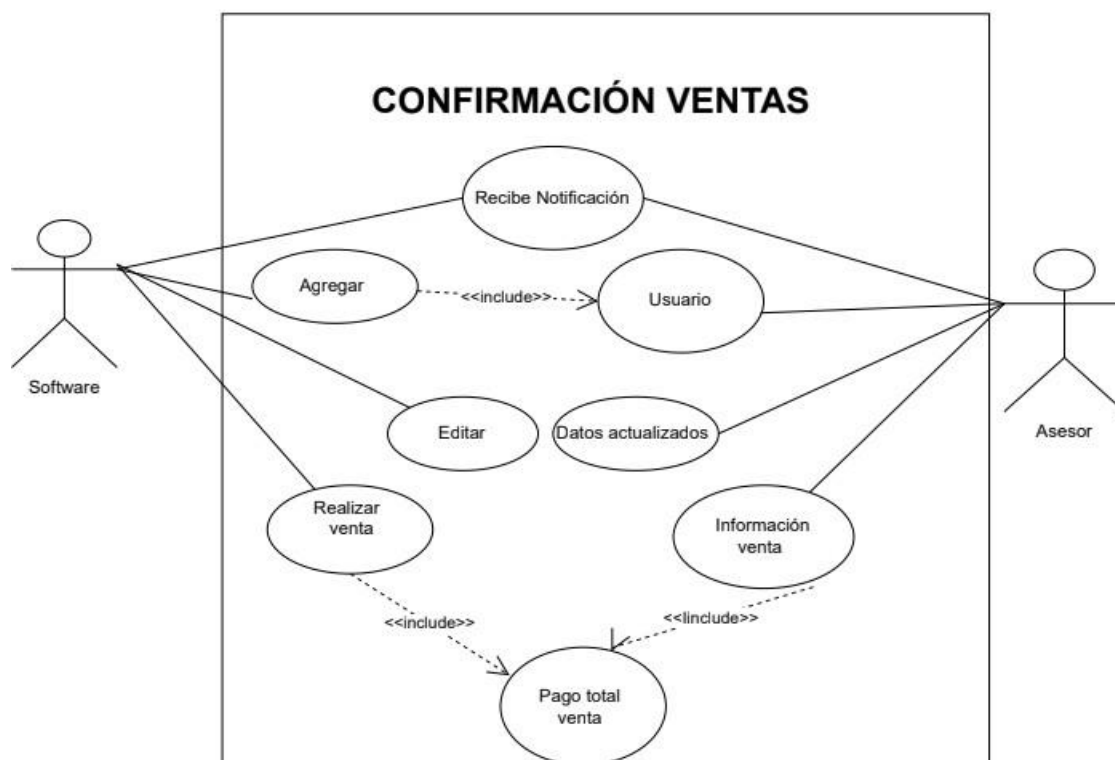 CONFIRMACIÓN VENTAS
Recibe Notificación
Agregar
<<include>>
Usuario
Software
Editar
Datos actualizados
Asesor
Realizar
venta
Información
venta
<<include>>
<<linclude>>
Pago total
venta